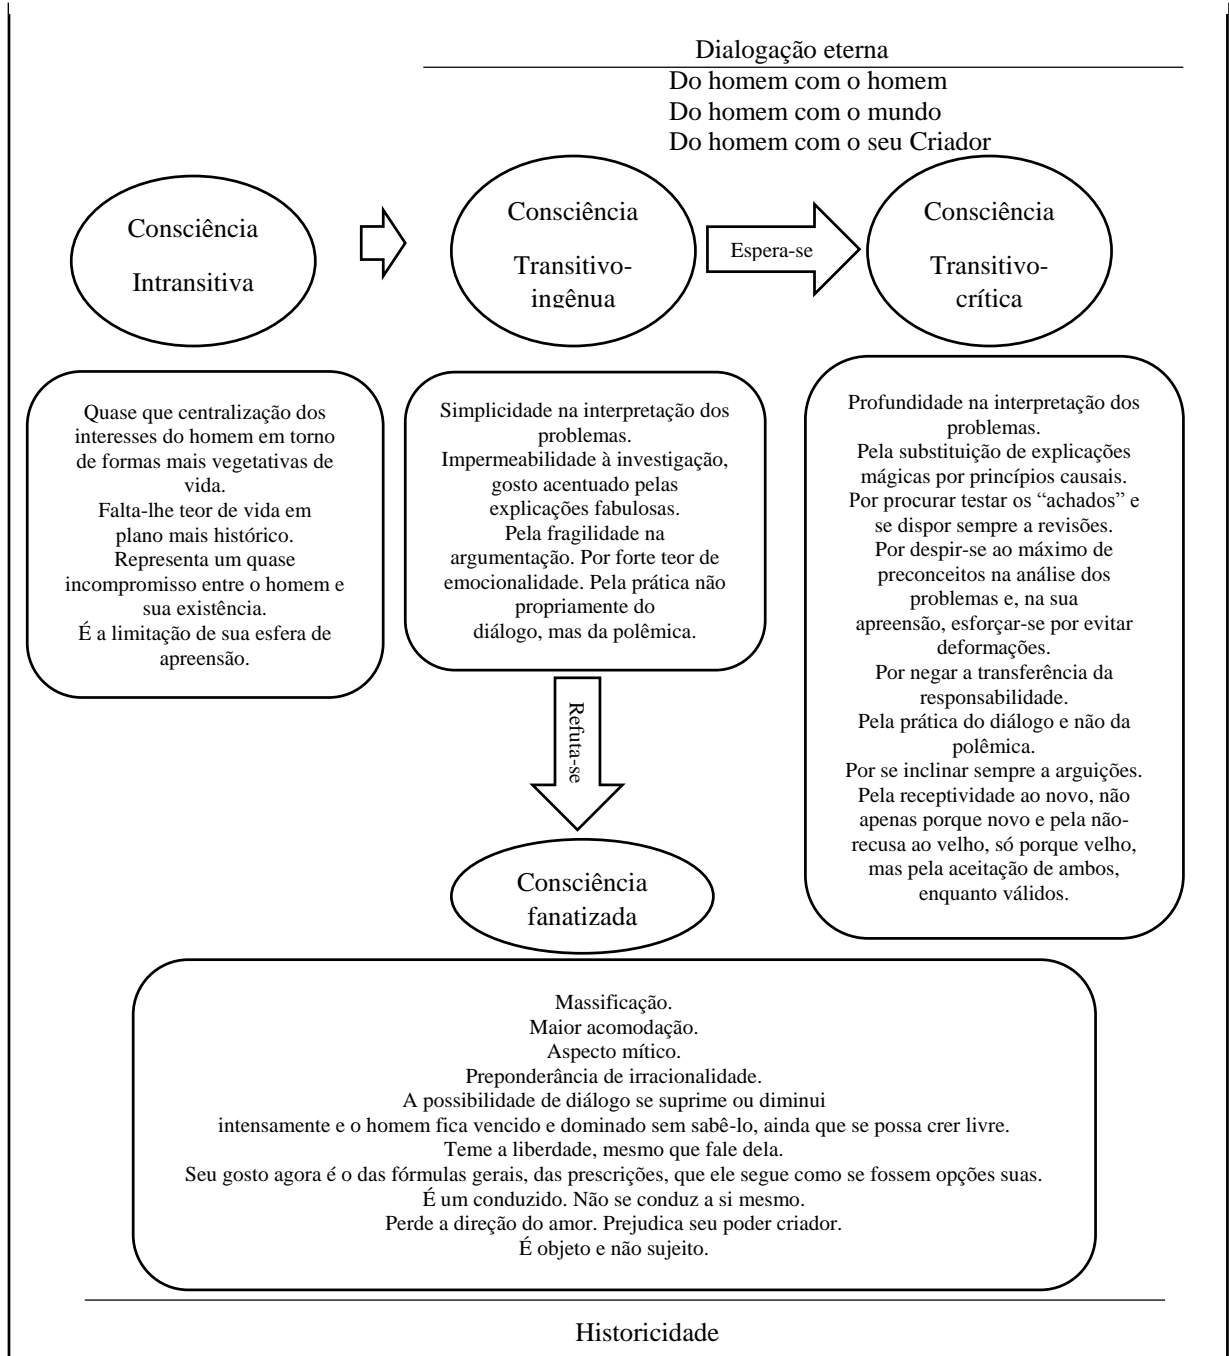 Dialogação eterna
Do homem com o homem
Do homem com o mundo
Do homem com o seu Criador
Consciência
Intransitiva
Consciência
Transitivo-
ingênua
Espera-se
Consciência
Transitivo-
crítica
Quase que centralização dos
interesses do homem em torno
de formas mais vegetativas de
vida.
Falta-lhe teor de vida em
plano mais histórico.
Representa um quase
incompromisso entre o homem e
sua existência.
É a limitação de sua esfera de
apreensão.
Simplicidade na interpretação dos
problemas.
Impermeabilidade à investigação,
gosto acentuado pelas
explicações fabulosas.
Pela fragilidade na
argumentação. Por forte teor de
emocionalidade. Pela prática não
propriamente do
diálogo, mas da polêmica.
Profundidade na interpretação dos
problemas.
Pela substituição de explicações
mágicas por princípios causais.
Por procurar testar os “achados” e
se dispor sempre a revisões.
Por despir-se ao máximo de
preconceitos na análise dos
problemas e, na sua
apreensão, esforçar-se por evitar
deformações.
Por negar a transferência da
responsabilidade.
Pela prática do diálogo e não da
polêmica.
Por se inclinar sempre a arguições.
Pela receptividade ao novo, não
apenas porque novo e pela não-
recusa ao velho, só porque velho,
mas pela aceitação de ambos,
enquanto válidos.
Refuta-se
Consciência
fanatizada
Massificação.
Maior acomodação.
Aspecto mítico.
Preponderância de irracionalidade.
A possibilidade de diálogo se suprime ou diminui
intensamente e o homem fica vencido e dominado sem sabê-lo, ainda que se possa crer livre.
Teme a liberdade, mesmo que fale dela.
Seu gosto agora é o das fórmulas gerais, das prescrições, que ele segue como se fossem opções suas.
É um conduzido. Não se conduz a si mesmo.
Perde a direção do amor. Prejudica seu poder criador.
É objeto e não sujeito.
Historicidade